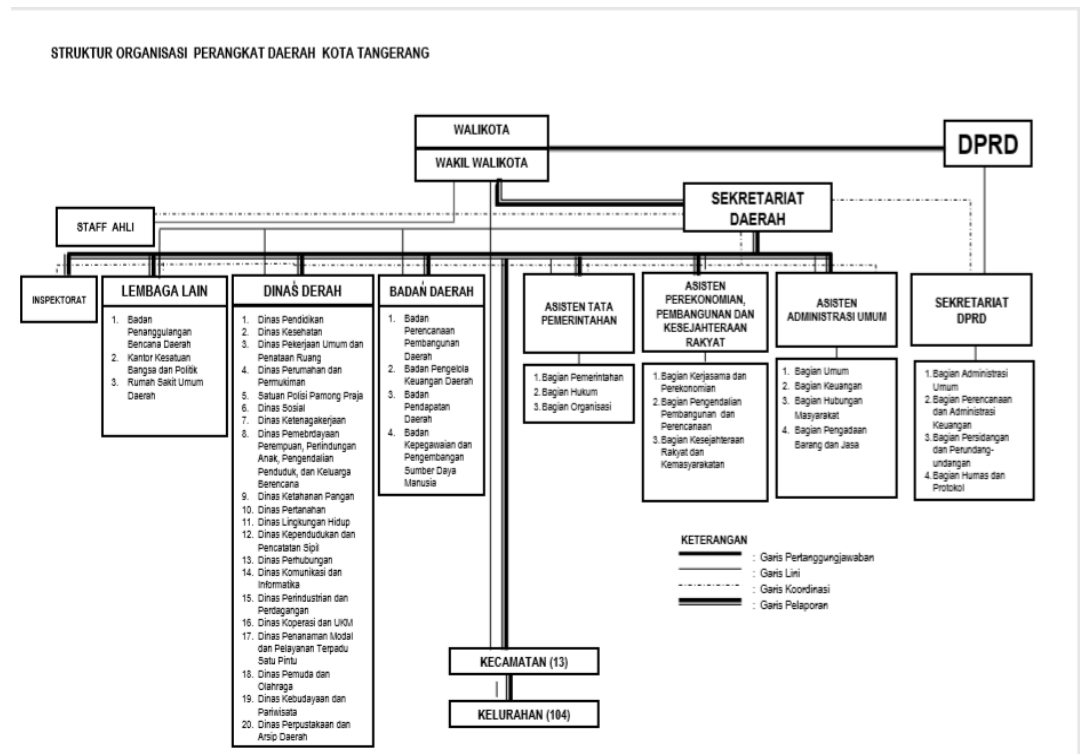 STRUKTUR ORGANISASI PERANGKAT DAERAH KOTA TANGERANG
WALIKOTA
WAKIL WALIKOTA
DPRD
SEKRETARIAT
DAERAH
STAFF AHLI
INSPEKTORAT
LEMBAGA LAIN
1. Badan
Penanggulangan
Bencana Daerah
2. Kantor Kesatuan
Bangsa dan Politik
3. Rumah Sakit Umum
Daerah
DINAS DERAH
1. Dinas Pendidikan
2. Dinas Kesehatan
3. Dinas Pekerjaan Umum dan
Penataan Ruang
4. Dinas Perumahan dan
Permukiman
5. Satuan Polisi Pamong Praja
6. Dinas Sosial
7. Dinas Ketenagakerjaan
8. Dinas Pemebrdayaan
Perempuan, Perlindungan
Anak, Pengendalian
Penduduk, dan Keluarga
Berencana
9. Dinas Ketahanan Pangan
10. Dinas Pertanahan
11. Dinas Lingkungan Hidup
12. Dinas Kependudukan dan
Pencatatan Sipil
13. Dinas Perhubungan
14. Dinas Komunikasi dan
Informatika
15. Dinas Perindustrian dan
Perdagangan
16. Dinas Koperasi dan UKM
17. Dinas Penanaman Modal
dan Pelayanan Terpadu
Satu Pintu
18. Dinas Pemuda dan
Olahraga
19. Dinas Kebudayaan dan
Pariwisata
20. Dinas Perpustakaan dan
Arsip Daerah
BADAN DAERAH
1. Badan
Perencanaan
Pembangunan
Daerah
2. Badan Pengelola
Keuangan Daerah
3. Badan
Pendapatan
Daerah
4. Badan
Kepegawaian dan
Pengembangan
Sumber Daya
Manusia
ASISTEN TATA
PEMERINTAHAN
1.Bagian Pemerintahan
2.Bagian Hukum
3.Bagian Organisasi
ASISTEN
PEREKONOMIAN,
PEMBANGUNAN DAN
KESEJAHTERAAN
RAKYAT
1.Bagian Kerjasama dan
Perekonomian
2.Bagian Pengendalian
Pembangunan dan
Perencanaan
3.Bagian Kesejahteraan
Rakyat dan
Kemasyarakatan
ASISTEN
ADMINISTRASI UMUM
1. Bagian Umum
2. Bagian Keuangan
3. Bagian Hubungan
Masyarakat
4. Bagian Pengadaan
Barang dan Jasa
SEKRETARIAT
DPRD
1.Bagian Administrasi
Umum
2.Bagian Perencanaan
dan Administrasi
Keuangan
3.Bagian Persidangan
dan Perundang-
undangan
4.Bagian Humas dan
Protokol
KETERANGAN
: Garis Pertanggungjawaban
: Garis Lini
: Garis Koordinasi
: Garis Pelaporan
KECAMATAN (13)
KELURAHAN (104)